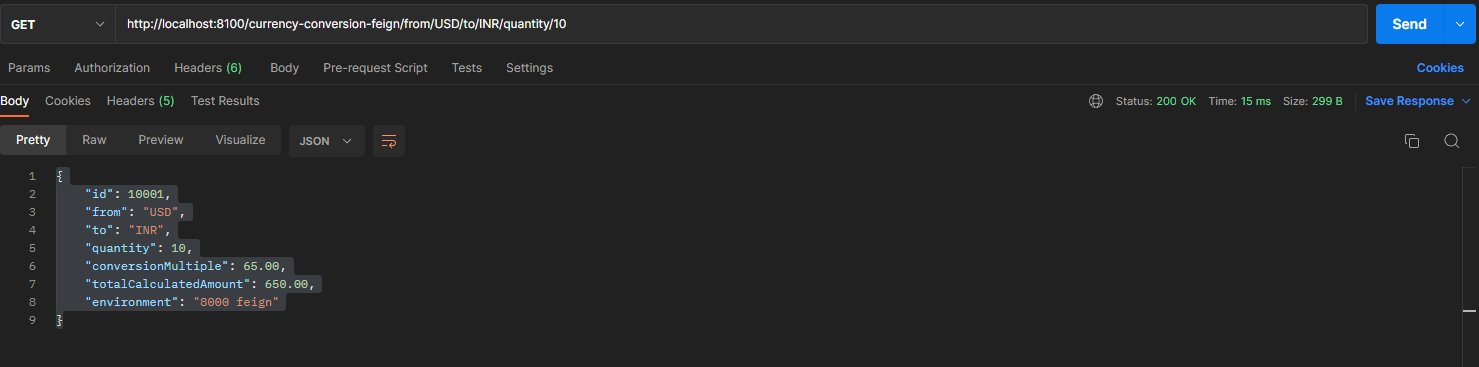 GET http://localhost:8100/currency-conversion-feign/from/USD/to/INR/quantity/10 Send
Params Authorization Headers (6) Body Pre-request Script Tests Settings Cookies
Body Cookies Headers (5) Test Results Status: 200 OK Time: 15 ms Size: 299 B Save Response
Pretty Raw Preview Visualize JSON
1 {
2 "id": 10001,
3 "from": "USD",
4 "to": "INR",
5 "quantity": 10,
6 "conversionMultiple": 65.00,
7 "totalCalculatedAmount": 650.00,
8 "environment": "8000 feign"
9 }